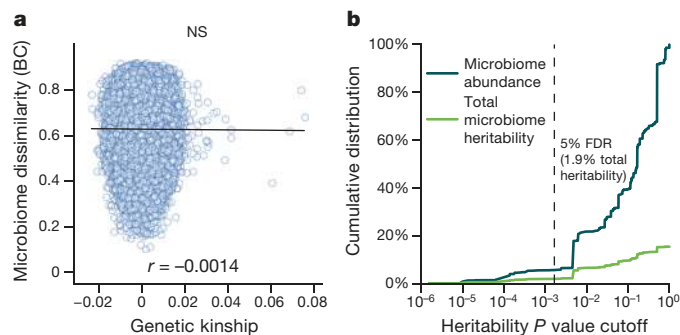 a
NS
Microbiome dissimilarity (BC)
0.8
0.6
0.4
0.2
0
r = –0.0014
–0.02
0
0.02
0.04
0.06
0.08
Genetic kinship
b
Cumulative distribution
100%
80%
60%
40%
20%
0%
Microbiome
abundance
Total
microbiome
heritability
5% FDR
(1.9% total
heritability)
10⁻⁶
10⁻⁵
10⁻⁴
10⁻³
10⁻²
10⁻¹
10⁰
Heritability P value cutoff